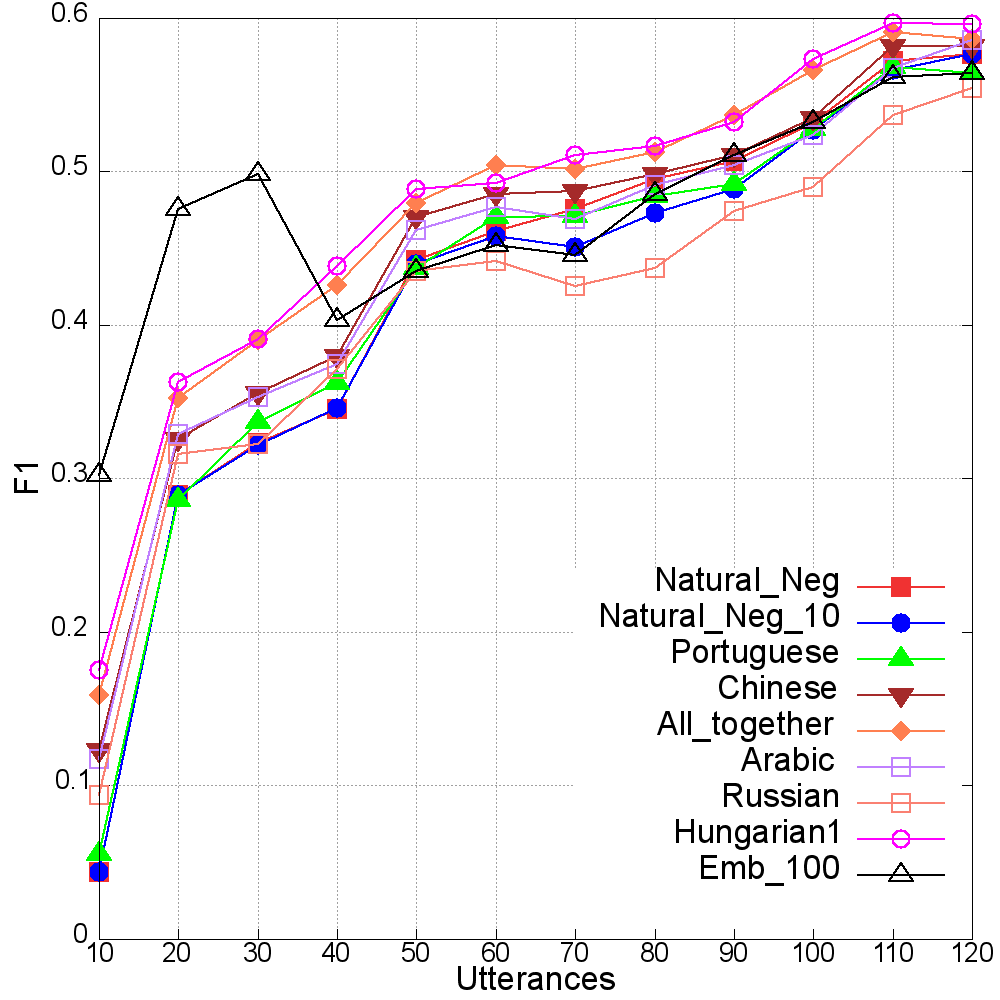 0.6
0.5
0.4
0.3
0.2
0.1
0
F1
Natural_Neg
Natural_Neg_10
Portuguese
Chinese
All_together
Arabic
Russian
Hungarian1
Emb_100
10 20 30 40 50 60 70 80 90 100 110 120
Utterances